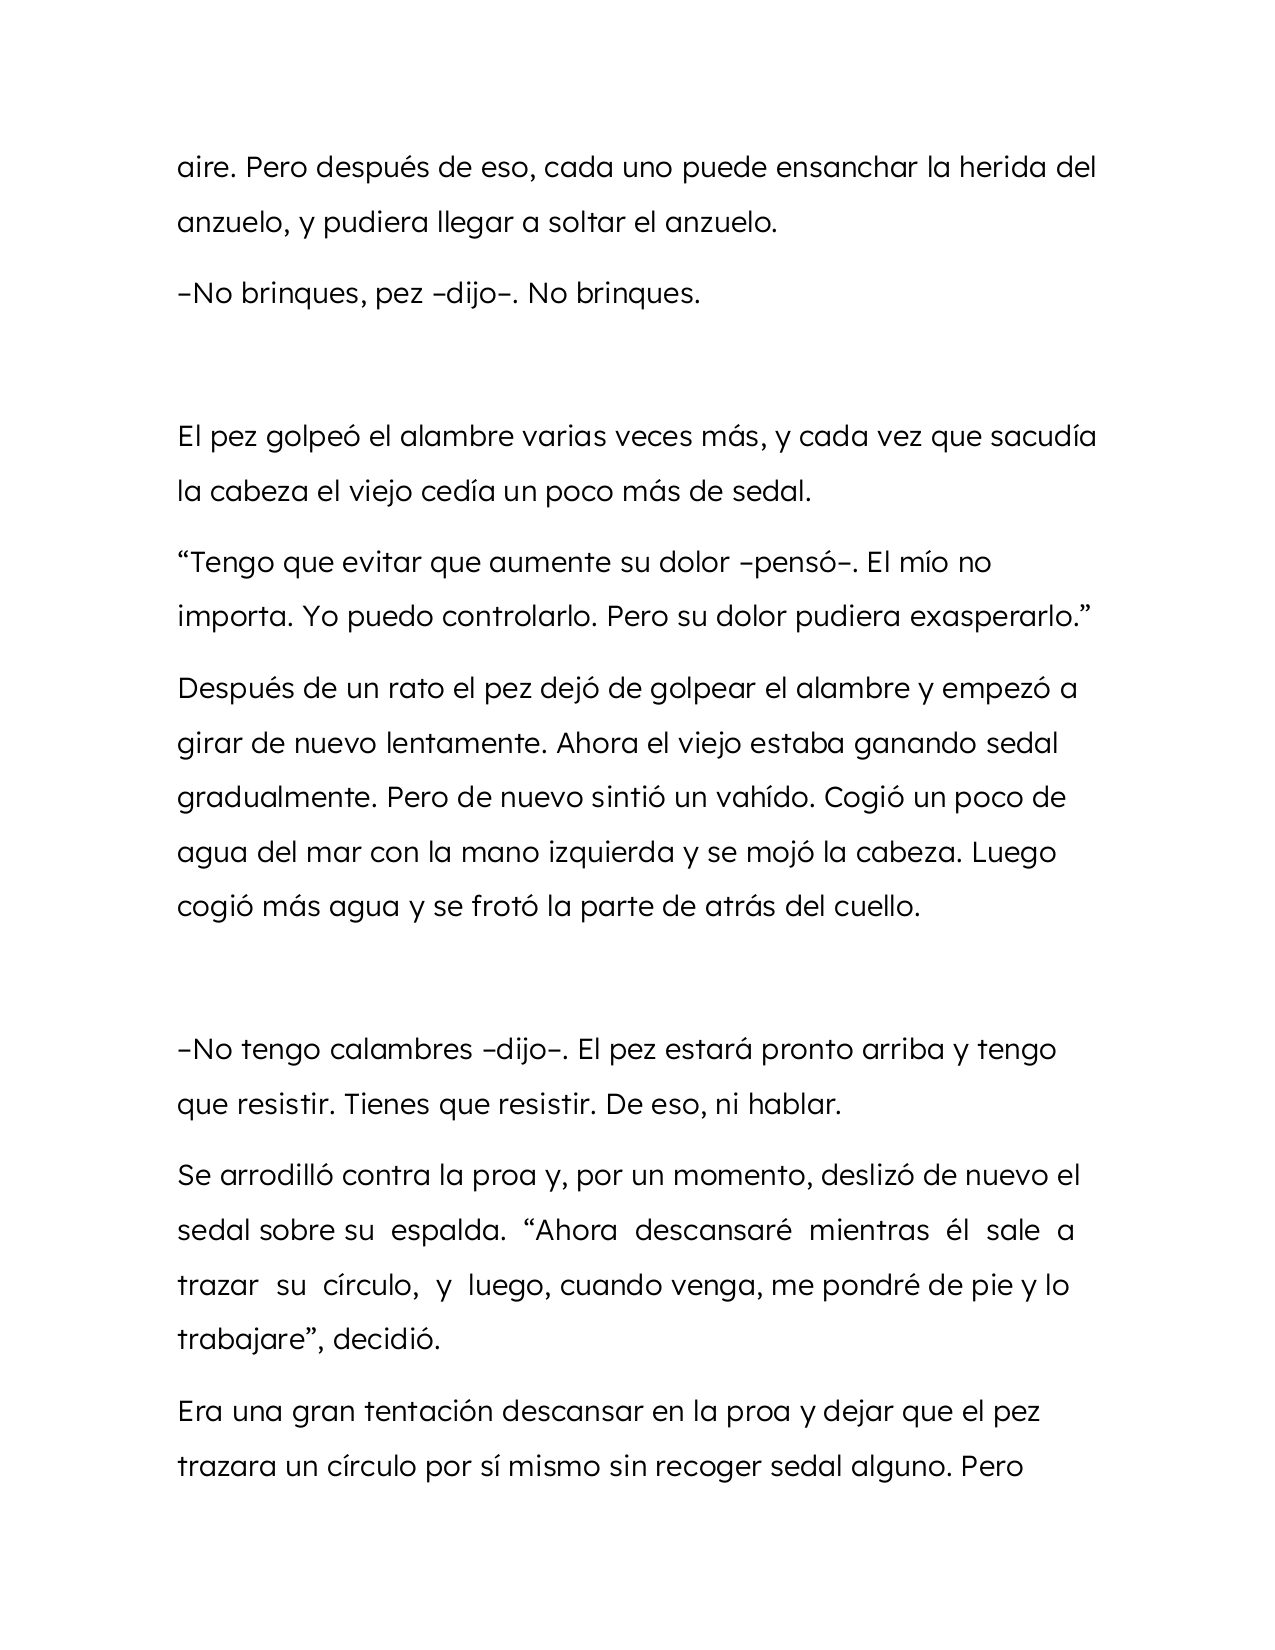 aire. Pero después de eso, cada uno puede ensanchar la herida del
anzuelo, y pudiera llegar a soltar el anzuelo.
–No brinques, pez –dijo–. No brinques.
El pez golpeó el alambre varias veces más, y cada vez que sacudía
la cabeza el viejo cedía un poco más de sedal.
“Tengo que evitar que aumente su dolor –pensó–. El mío no
importa. Yo puedo controlarlo. Pero su dolor pudiera exasperarlo.”
Después de un rato el pez dejó de golpear el alambre y empezó a
girar de nuevo lentamente. Ahora el viejo estaba ganando sedal
gradualmente. Pero de nuevo sintió un vahído. Cogió un poco de
agua del mar con la mano izquierda y se mojó la cabeza. Luego
cogió más agua y se frotó la parte de atrás del cuello.
–No tengo calambres –dijo–. El pez estará pronto arriba y tengo
que resistir. Tienes que resistir. De eso, ni hablar.
Se arrodilló contra la proa y, por un momento, deslizó de nuevo el
sedal sobre su espalda. “Ahora descansaré mientras él sale a
trazar su círculo, y luego, cuando venga, me pondré de pie y lo
trabajare”, decidió.
Era una gran tentación descansar en la proa y dejar que el pez
trazara un círculo por sí mismo sin recoger sedal alguno. Pero